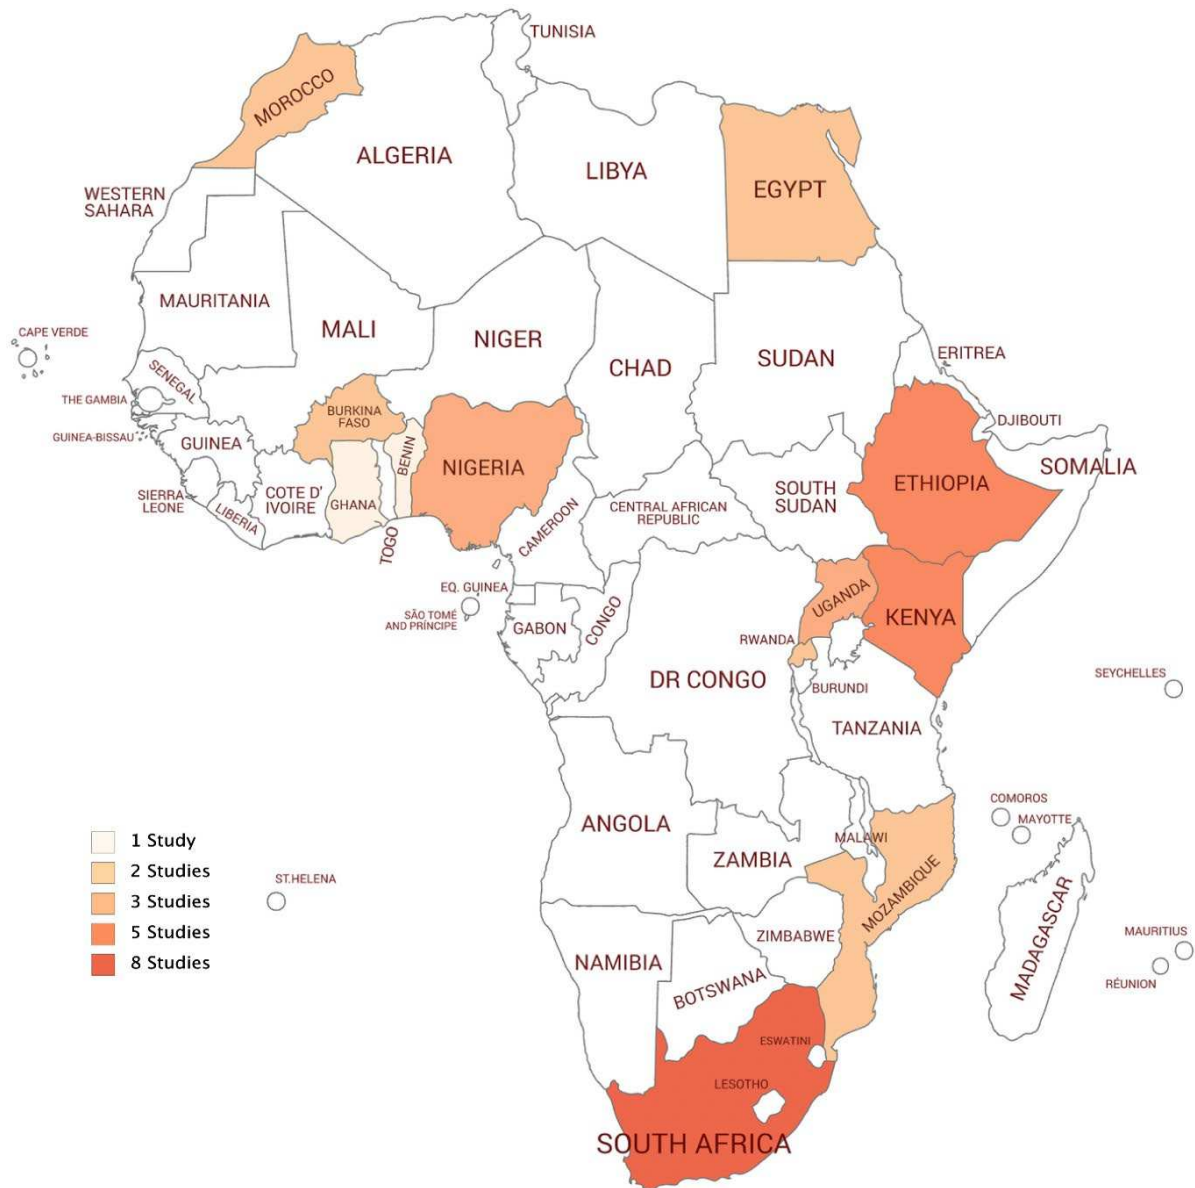 TUNISIA
MOROCCO
ALGERIA
LIBYA
EGYPT
WESTERN
SAHARA
MAURITANIA
MALI
NIGER
CHAD
SUDAN
ERITREA
CAPE VERDE
SENEGAL
THE GAMBIA
GUINEA-BISSAU
GUINEA
BURKINA
FASO
BENIN
NIGERIA
DJIBOUTI
SOMALIA
ETHIOPIA
SOUTH
SUDAN
SIERRA
LEONE
LIBERIA
COTE D'
IVOIRE
GHANA
TOGO
CAMEROON
CENTRAL AFRICAN
REPUBLIC
EQ. GUINEA
SÃO TOMÉ
AND PRÍNCIPE
GABON
CONGO
UGANDA
KENYA
RWANDA
DR CONGO
BURUNDI
TANZANIA
SEYCHELLES
COMOROS
MAYOTTE
ANGOLA
ZAMBIA
MALAWI
MOZAMBIQUE
MADAGASCAR
MAURITIUS
RÉUNION
ST.HELENA
ZIMBABWE
NAMIBIA
BOTSWANA
ESWATINI
LESOTHO
SOUTH AFRICA
1 Study
2 Studies
3 Studies
5 Studies
8 Studies